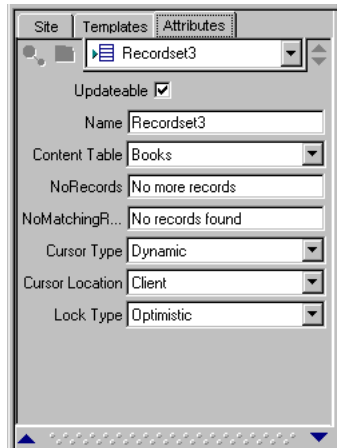 Site Templates Attributes
Recordset3
Updateable
Name Recordset3
Content Table Books
NoRecords No more records
NoMatchingR... No records found
Cursor Type Dynamic
Cursor Location Client
Lock Type Optimistic